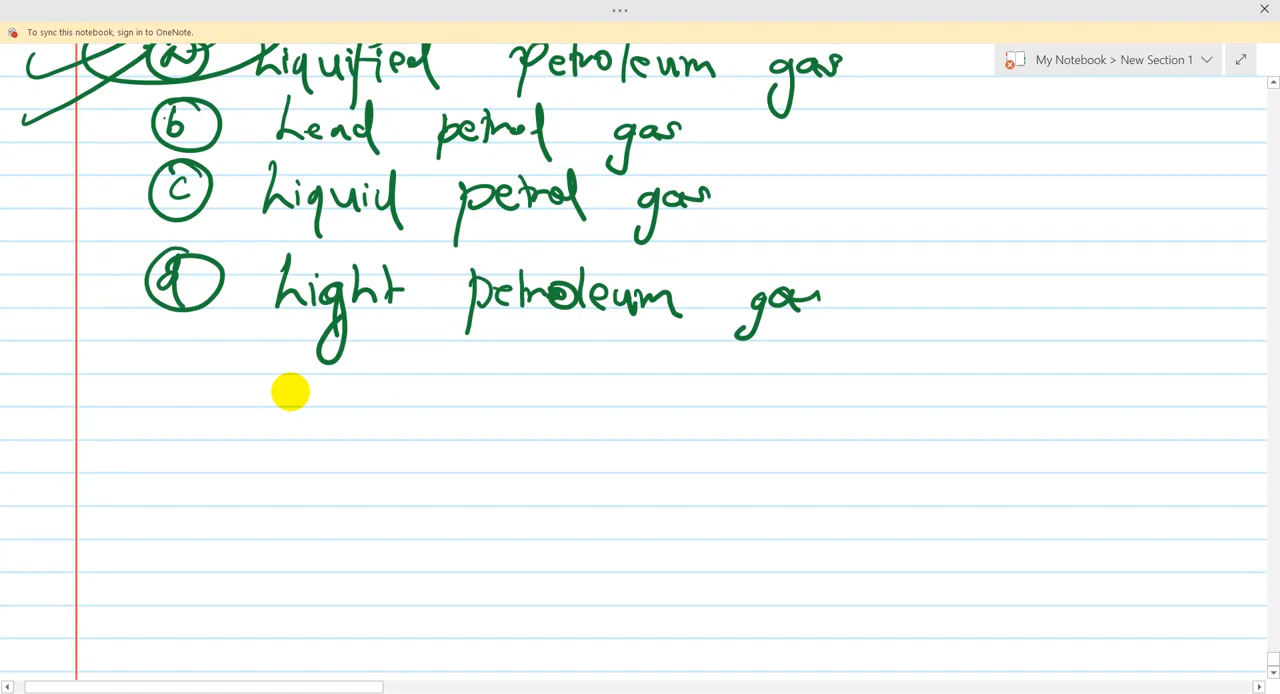 ...
To sync this notebook, sign in to OneNote.
My Notebook > New Section 1
(a) Liquified petroleum gas
(b) Lead petrol gas
(c) Liquid petrol gas
(d) Light petroleum gas